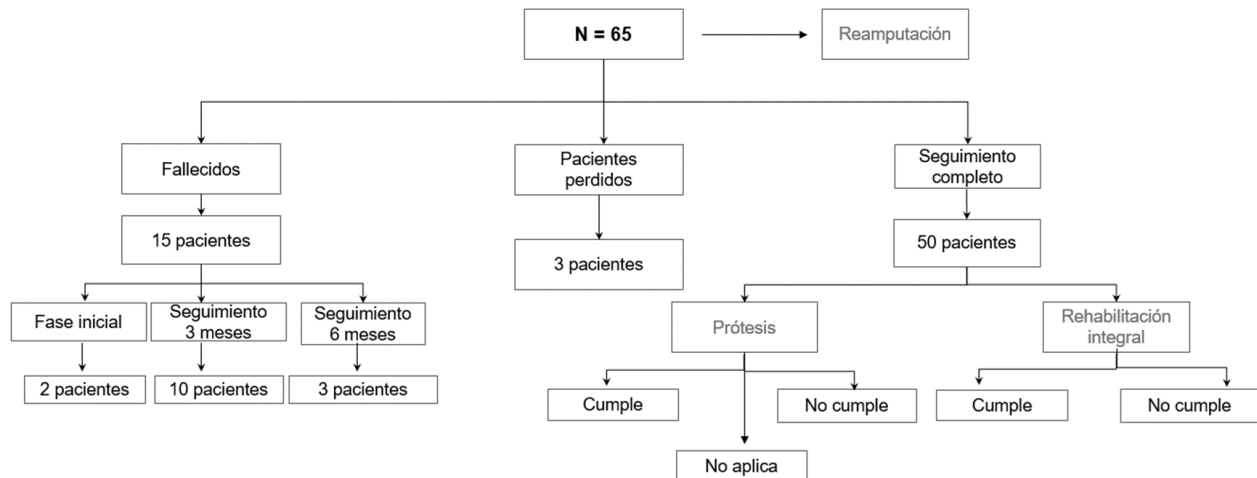 N = 65
Reamputación
Fallecidos
Pacientes
perdidos
Seguimiento
completo
15 pacientes
3 pacientes
50 pacientes
Fase inicial
Seguimiento
3 meses
Seguimiento
6 meses
Prótesis
Rehabilitación
integral
2 pacientes
10 pacientes
3 pacientes
Cumple
No cumple
Cumple
No cumple
No aplica